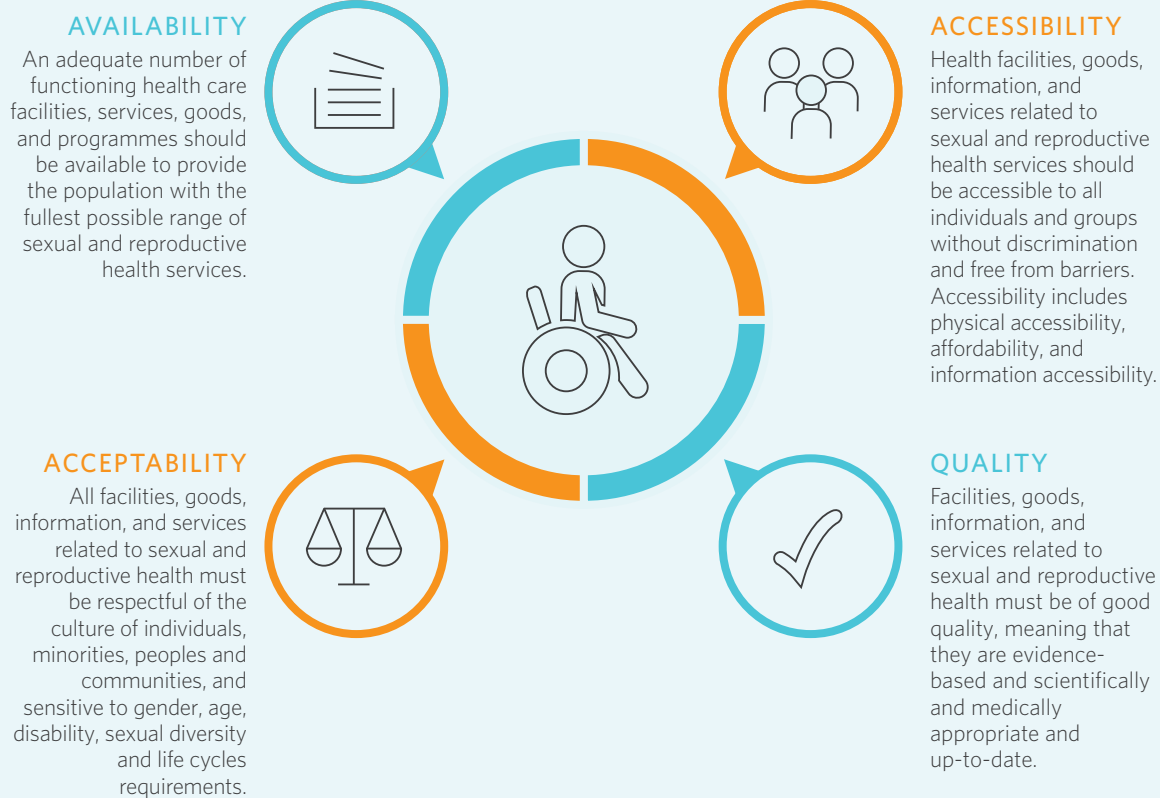 AVAILABILITY
An adequate number of
functioning health care
facilities, services, goods,
and programmes should
be available to provide
the population with the
fullest possible range of
sexual and reproductive
health services.
ACCESSIBILITY
Health facilities, goods,
information, and
services related to
sexual and reproductive
health services should
be accessible to all
individuals and groups
without discrimination
and free from barriers.
Accessibility includes
physical accessibility,
affordability, and
information accessibility.
ACCEPTABILITY
All facilities, goods,
information, and services
related to sexual and
reproductive health must
be respectful of the
culture of individuals,
minorities, peoples and
communities, and
sensitive to gender, age,
disability, sexual diversity
and life cycles
requirements.
QUALITY
Facilities, goods,
information, and
services related to
sexual and reproductive
health must be of good
quality, meaning that
they are evidence-
based and scientifically
and medically
appropriate and
up-to-date.